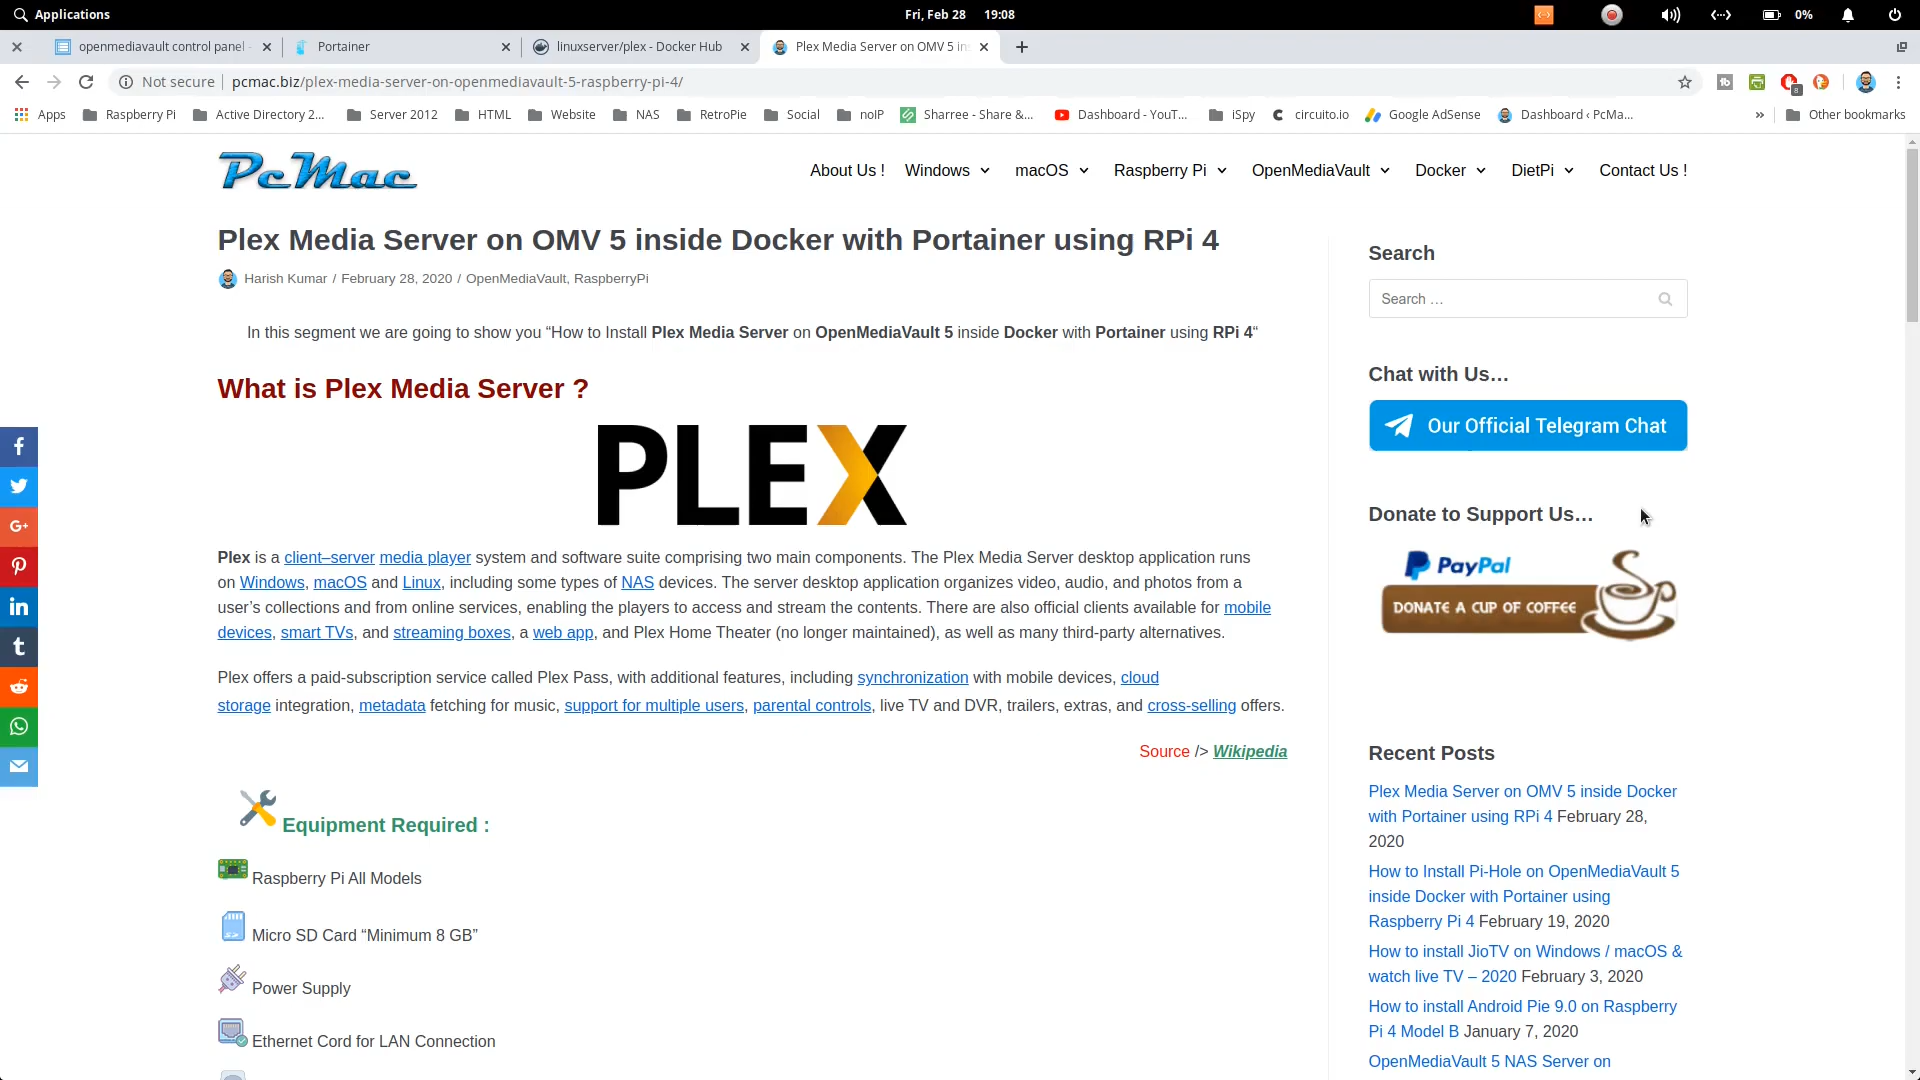 Applications
Fri, Feb 28 19:08
0%
openmediavault control panel -
Portainer
linuxserver/plex - Docker Hub
Plex Media Server on OMV 5 in
Not secure
pcmac.biz/plex-media-server-on-openmediavault-5-raspberry-pi-4/
8
Apps Raspberry Pi Active Directory 2... Server 2012 HTML Website NAS RetroPie Social noIP Sharree - Share &... Dashboard - YouT... iSpy circuito.io Google AdSense Dashboard ‹ PcMa... » Other bookmarks
PcMac
About Us ! Windows macOS Raspberry Pi OpenMediaVault Docker DietPi Contact Us !
Plex Media Server on OMV 5 inside Docker with Portainer using RPi 4
Harish Kumar / February 28, 2020 / OpenMediaVault, RaspberryPi
In this segment we are going to show you “How to Install Plex Media Server on OpenMediaVault 5 inside Docker with Portainer using RPi 4“
What is Plex Media Server ?
PLEX
Plex is a client–server media player system and software suite comprising two main components. The Plex Media Server desktop application runs
on Windows, macOS and Linux, including some types of NAS devices. The server desktop application organizes video, audio, and photos from a
user’s collections and from online services, enabling the players to access and stream the contents. There are also official clients available for mobile
devices, smart TVs, and streaming boxes, a web app, and Plex Home Theater (no longer maintained), as well as many third-party alternatives.
Plex offers a paid-subscription service called Plex Pass, with additional features, including synchronization with mobile devices, cloud
storage integration, metadata fetching for music, support for multiple users, parental controls, live TV and DVR, trailers, extras, and cross-selling offers.
Source /> Wikipedia
Equipment Required :
Raspberry Pi All Models
Micro SD Card “Minimum 8 GB”
Power Supply
Ethernet Cord for LAN Connection
Search
Search …
Chat with Us…
Our Official Telegram Chat
Donate to Support Us…
PayPal
DONATE A CUP OF COFFEE
Recent Posts
Plex Media Server on OMV 5 inside Docker
with Portainer using RPi 4 February 28,
2020
How to Install Pi-Hole on OpenMediaVault 5
inside Docker with Portainer using
Raspberry Pi 4 February 19, 2020
How to install JioTV on Windows / macOS &
watch live TV – 2020 February 3, 2020
How to install Android Pie 9.0 on Raspberry
Pi 4 Model B January 7, 2020
OpenMediaVault 5 NAS Server on